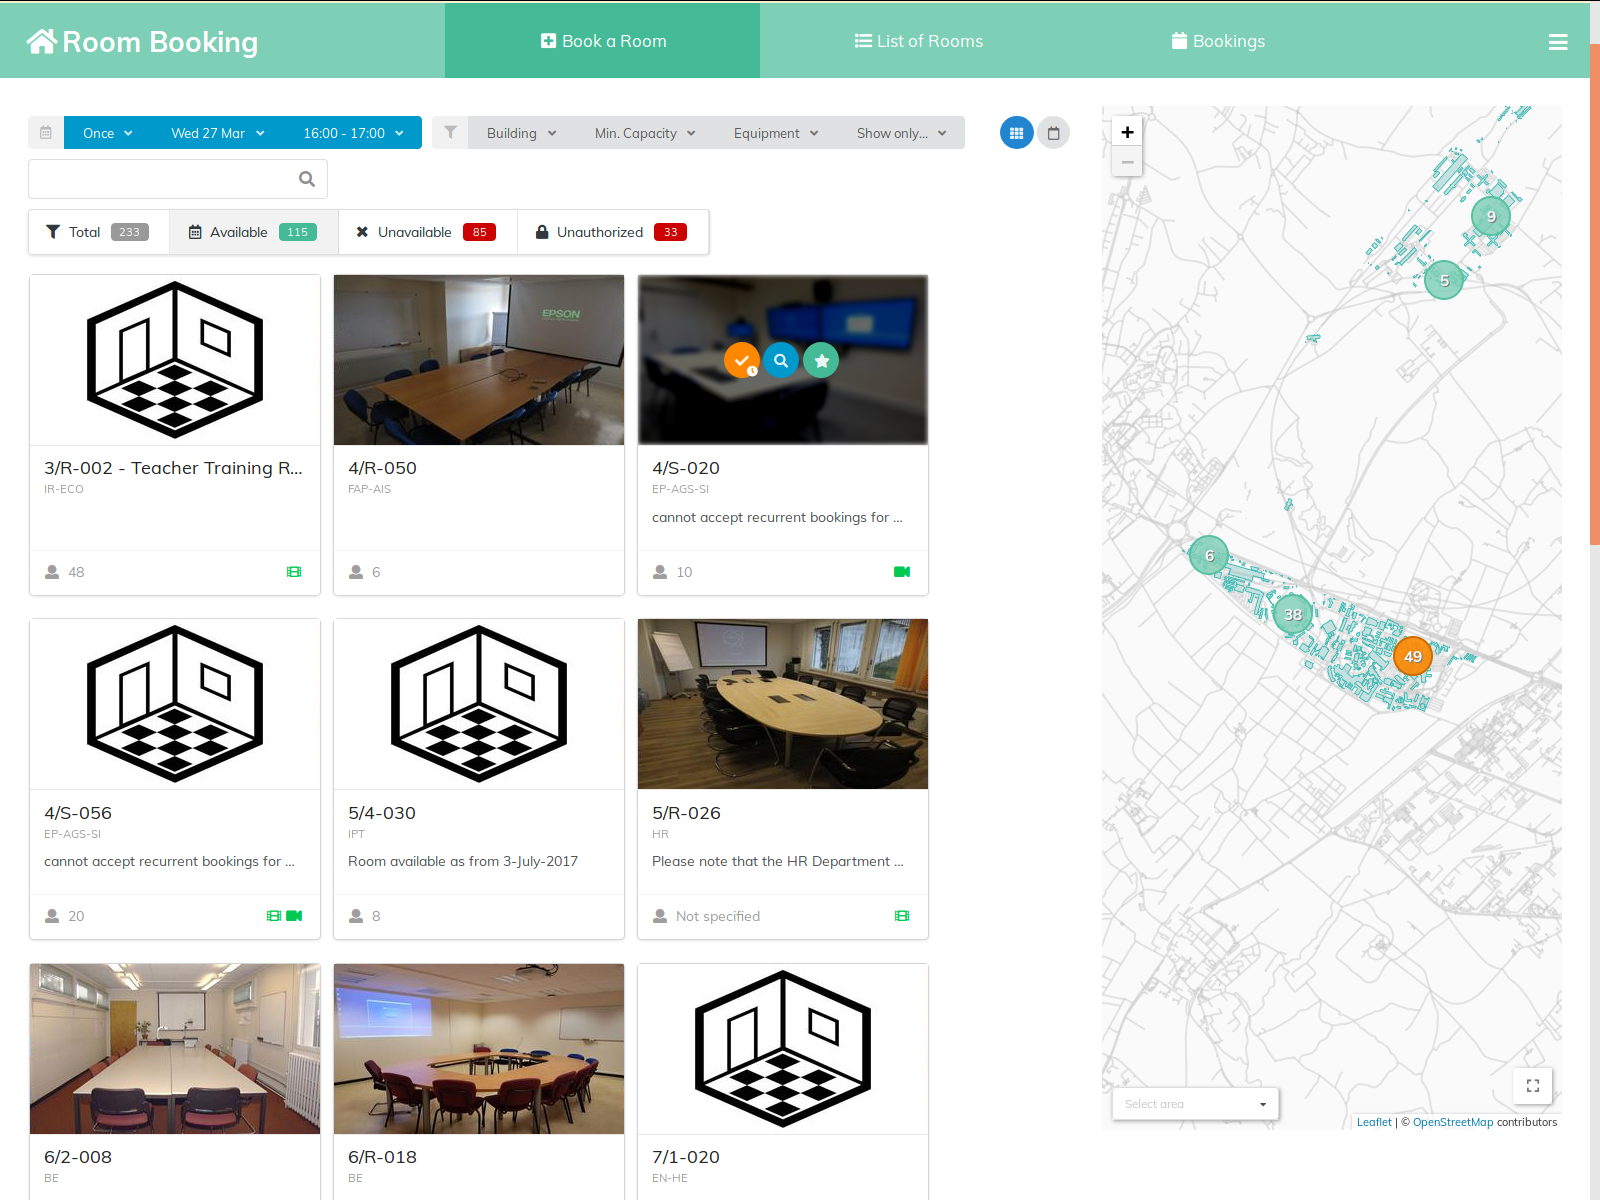 Room Booking
Book a Room
List of Rooms
Bookings
Once
Wed 27 Mar
16:00 - 17:00
Building
Min. Capacity
Equipment
Show only...
Total 233
Available 115
Unavailable 85
Unauthorized 33
EPSON
3/R-002 - Teacher Training R...
IR-ECO
48
4/R-050
FAP-AIS
6
4/S-020
EP-AGS-SI
cannot accept recurrent bookings for ...
10
4/S-056
EP-AGS-SI
cannot accept recurrent bookings for ...
20
5/4-030
IPT
Room available as from 3-July-2017
8
5/R-026
HR
Please note that the HR Department ...
Not specified
6/2-008
BE
6/R-018
BE
7/1-020
EN-HE
+
−
9
5
6
38
49
Select area
Leaflet | © OpenStreetMap contributors